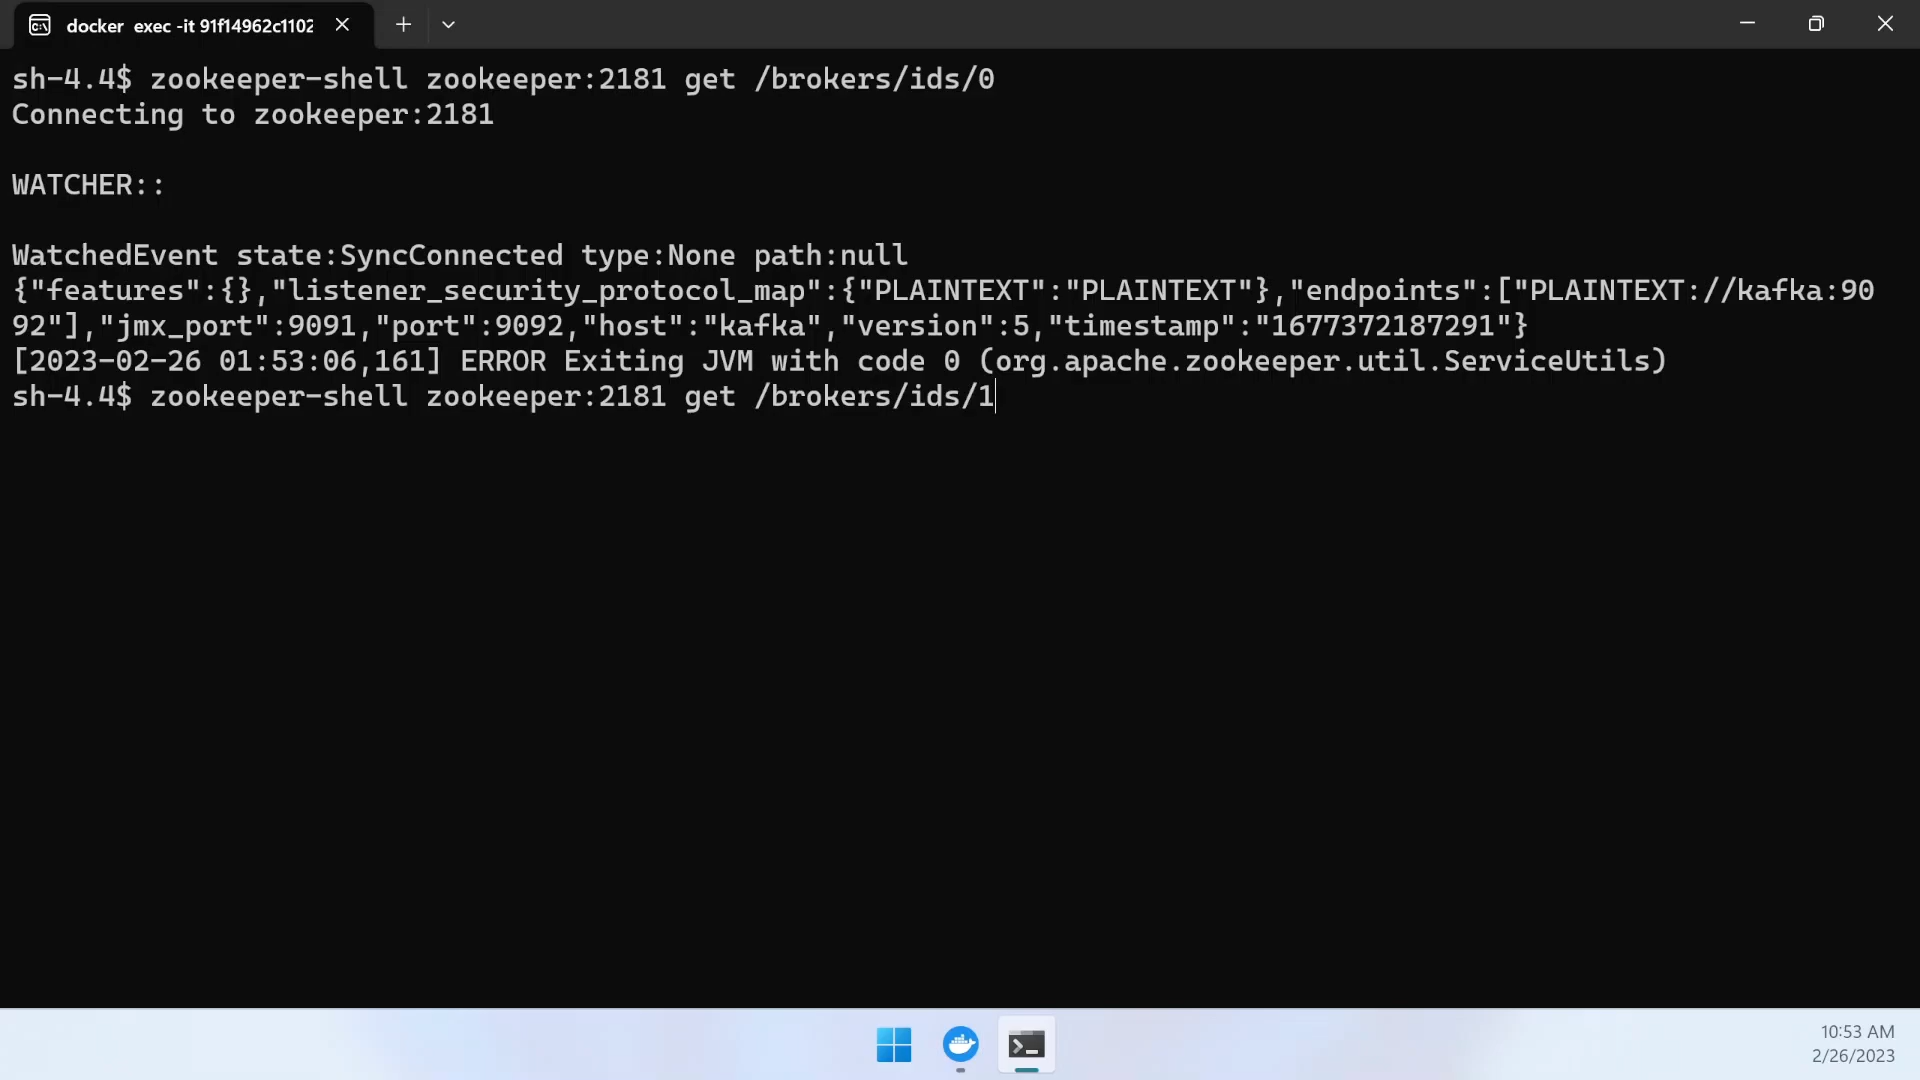 docker exec -it 91f14962c1102
sh-4.4$ zookeeper-shell zookeeper:2181 get /brokers/ids/0
Connecting to zookeeper:2181
WATCHER::
WatchedEvent state:SyncConnected type:None path:null
{"features":{},"listener_security_protocol_map":{"PLAINTEXT":"PLAINTEXT"},"endpoints":["PLAINTEXT://kafka:90
92"],"jmx_port":9091,"port":9092,"host":"kafka","version":5,"timestamp":"1677372187291"}
[2023-02-26 01:53:06,161] ERROR Exiting JVM with code 0 (org.apache.zookeeper.util.ServiceUtils)
sh-4.4$ zookeeper-shell zookeeper:2181 get /brokers/ids/1
10:53 AM
2/26/2023